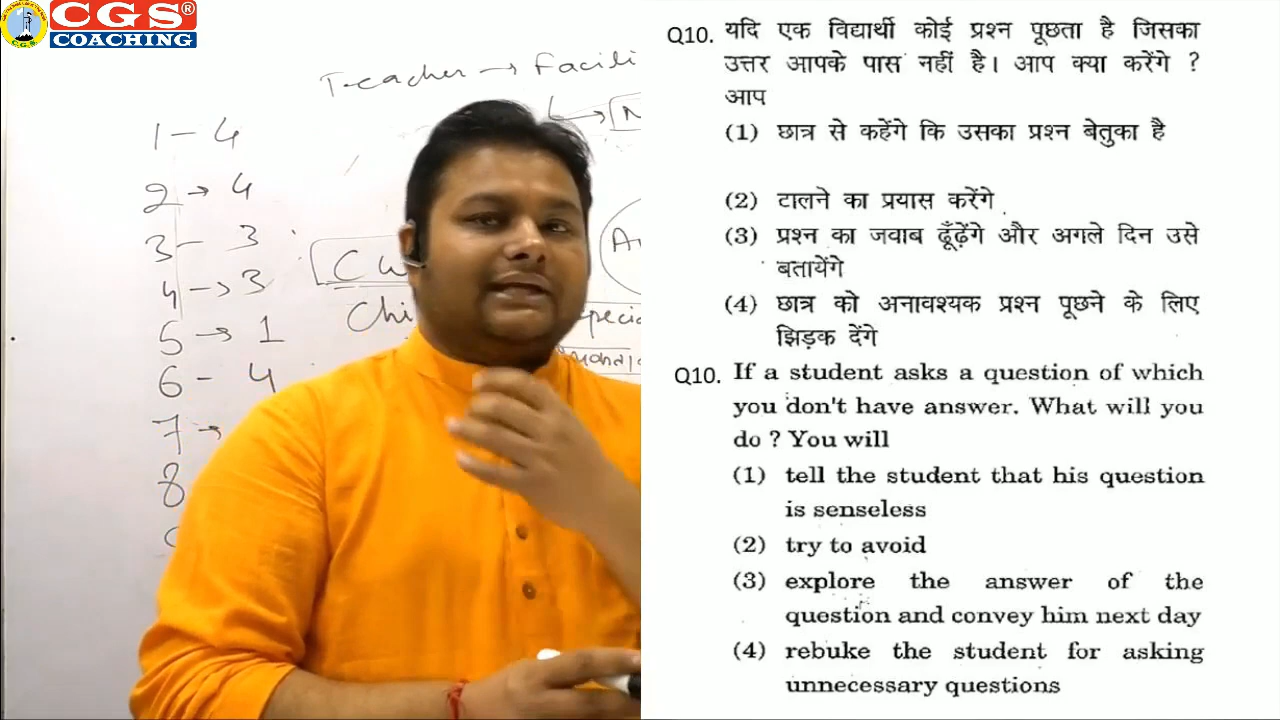 CGS®
COACHING
C.G.S.
Teacher → Facili
1 - 4
2 → 4
3 - 3
4 → 3
5 → 1
6 - 4
7 →
8
Chi
pecia
Q10. यदि एक विद्यार्थी कोई प्रश्न पूछता है जिसका
उत्तर आपके पास नहीं है। आप क्या करेंगे ?
आप
(1) छात्र से कहेंगे कि उसका प्रश्न बेतुका है
(2) टालने का प्रयास करेंगे
(3) प्रश्न का जवाब ढूँढ़ेंगे और अगले दिन उसे
बतायेंगे
(4) छात्र को अनावश्यक प्रश्न पूछने के लिए
झिड़क देंगे
Q10. If a student asks a question of which
you don't have answer. What will you
do ? You will
(1) tell the student that his question
is senseless
(2) try to avoid
(3) explore the answer of the
question and convey him next day
(4) rebuke the student for asking
unnecessary questions